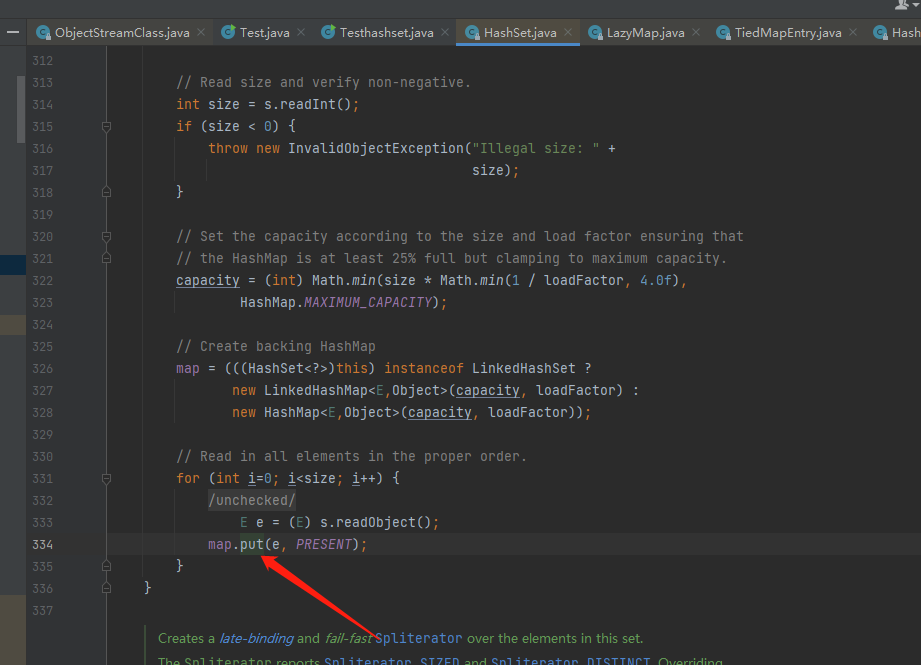 ObjectStreamClass.java Test.java Testhashset.java HashSet.java LazyMap.java TiedMapEntry.java Hash
312
313 // Read size and verify non-negative.
314 int size = s.readInt();
315 if (size < 0) {
316 throw new InvalidObjectException("Illegal size: " +
317 size);
318 }
319
320 // Set the capacity according to the size and load factor ensuring that
321 // the HashMap is at least 25% full but clamping to maximum capacity.
322 capacity = (int) Math.min(size * Math.min(1 / loadFactor, 4.0f),
323 HashMap.MAXIMUM_CAPACITY);
324
325 // Create backing HashMap
326 map = (((HashSet<?>)this) instanceof LinkedHashSet ?
327 new LinkedHashMap<E,Object>(capacity, loadFactor) :
328 new HashMap<E,Object>(capacity, loadFactor));
329
330 // Read in all elements in the proper order.
331 for (int i=0; i<size; i++) {
332 /unchecked/
333 E e = (E) s.readObject();
334 map.put(e, PRESENT);
335 }
336 }
337
Creates a late-binding and fail-fast Spliterator over the elements in this set.
The Spliterator reports Spliterator.SIZED and Spliterator.DISTINCT. Overriding